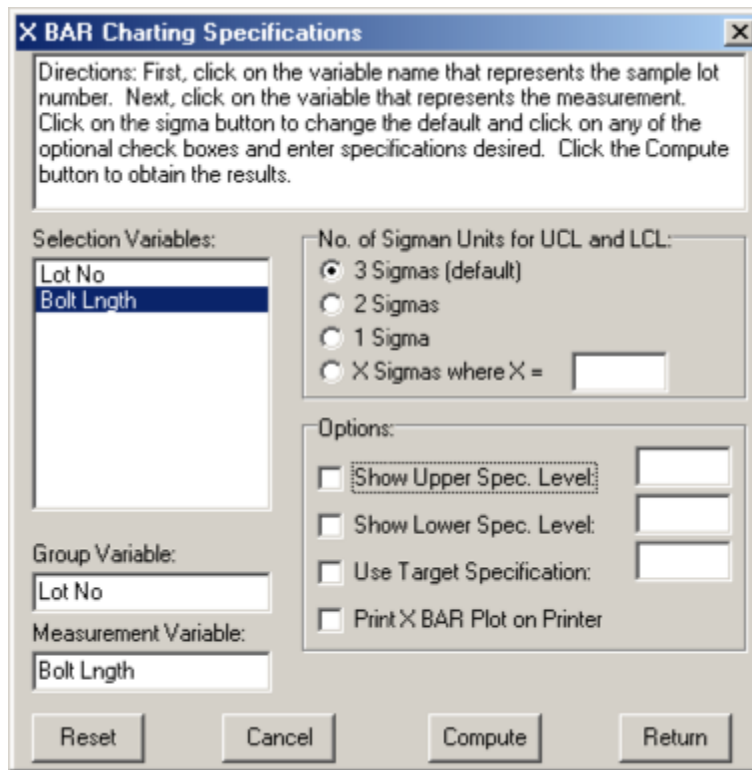 X BAR Charting Specifications
Directions: First, click on the variable name that represents the sample lot
number. Next, click on the variable that represents the measurement.
Click on the sigma button to change the default and click on any of the
optional check boxes and enter specifications desired. Click the Compute
button to obtain the results.
Selection Variables:
Lot No
Bolt Lngth
Group Variable:
Lot No
Measurement Variable:
Bolt Lngth
No. of Sigman Units for UCL and LCL:
3 Sigmas (default)
2 Sigmas
1 Sigma
X Sigmas where X =
Options:
Show Upper Spec. Level:
Show Lower Spec. Level:
Use Target Specification:
Print X BAR Plot on Printer
Reset
Cancel
Compute
Return